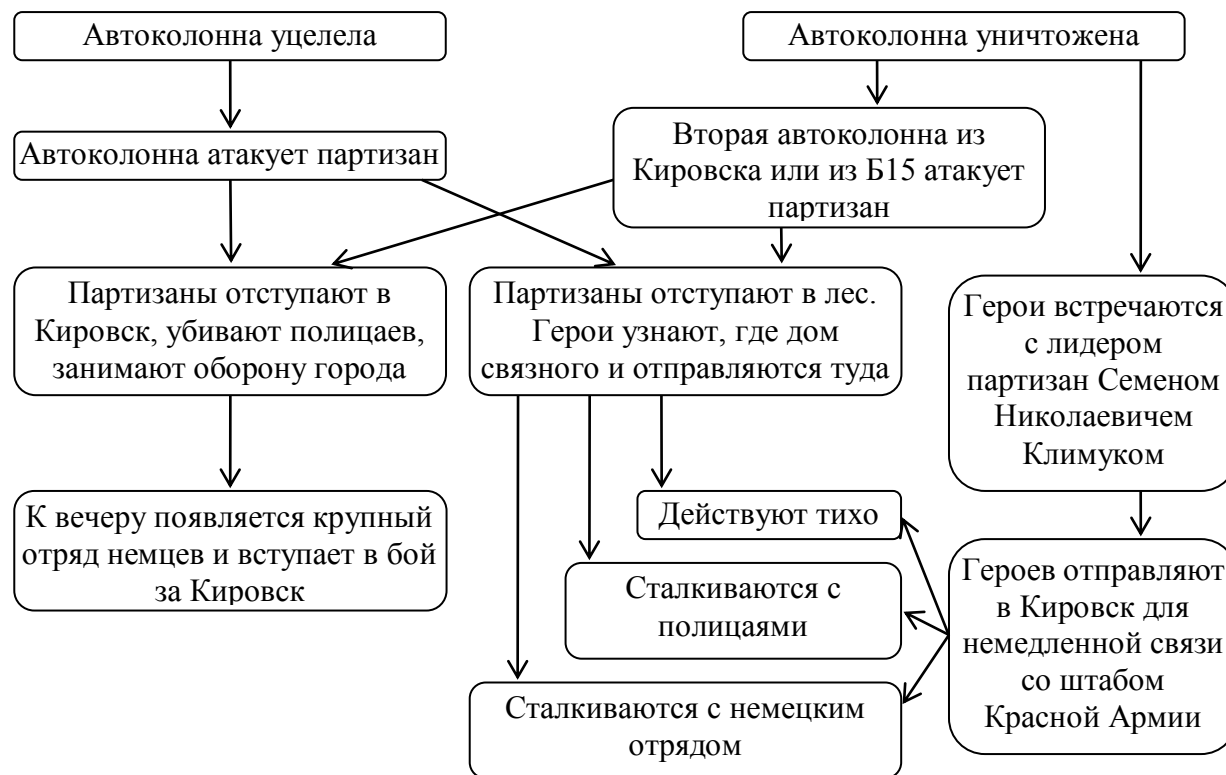 Автоколонна уцелела
Автоколонна уничтожена
Автоколонна атакует партизан
Вторая автоколонна из
Кировска или из Б15 атакует
партизан
Партизаны отступают в
Кировск, убивают полицаев,
занимают оборону города
Партизаны отступают в лес.
Герои узнают, где дом
связного и отправляются туда
Герои встречаются
с лидером
партизан Семеном
Николаевичем
Климуком
К вечеру появляется крупный
отряд немцев и вступает в бой
за Кировск
Действуют тихо
Сталкиваются с
полицаями
Сталкиваются с немецким
отрядом
Героев отправляют
в Кировск для
немедленной связи
со штабом
Красной Армии